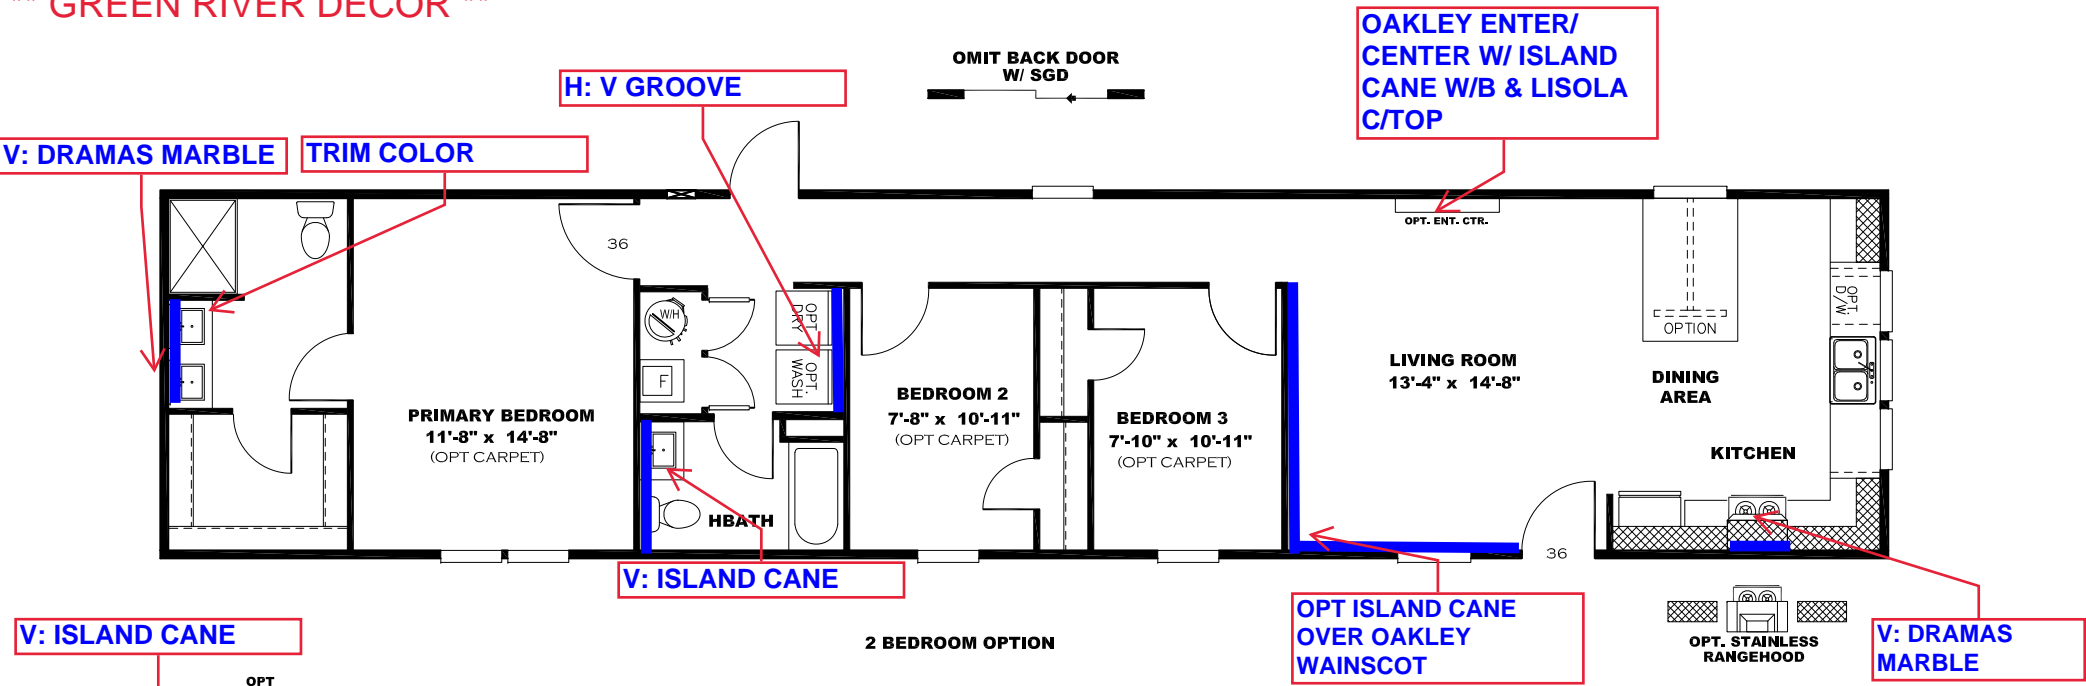 ** GREEN RIVER DECOR **
OAKLEY ENTER/
CENTER W/ ISLAND
CANE W/B & LISOLA
C/TOP
OMIT BACK DOOR
W/ SGD
H: V GROOVE
V: DRAMAS MARBLE
TRIM COLOR
OPT. ENT. CTR.
36
OPT.
D/W
OPT.
DRY
W/H
OPTION
F
OPT.
WASH
LIVING ROOM
13'-4" x 14'-8"
DINING
AREA
BEDROOM 2
7'-8" x 10'-11"
(OPT CARPET)
PRIMARY BEDROOM
11'-8" x 14'-8"
(OPT CARPET)
BEDROOM 3
7'-10" x 10'-11"
(OPT CARPET)
KITCHEN
HBATH
36
V: ISLAND CANE
OPT ISLAND CANE
OVER OAKLEY
WAINSCOT
V: ISLAND CANE
2 BEDROOM OPTION
OPT. STAINLESS
RANGEHOOD
V: DRAMAS
MARBLE
OPT